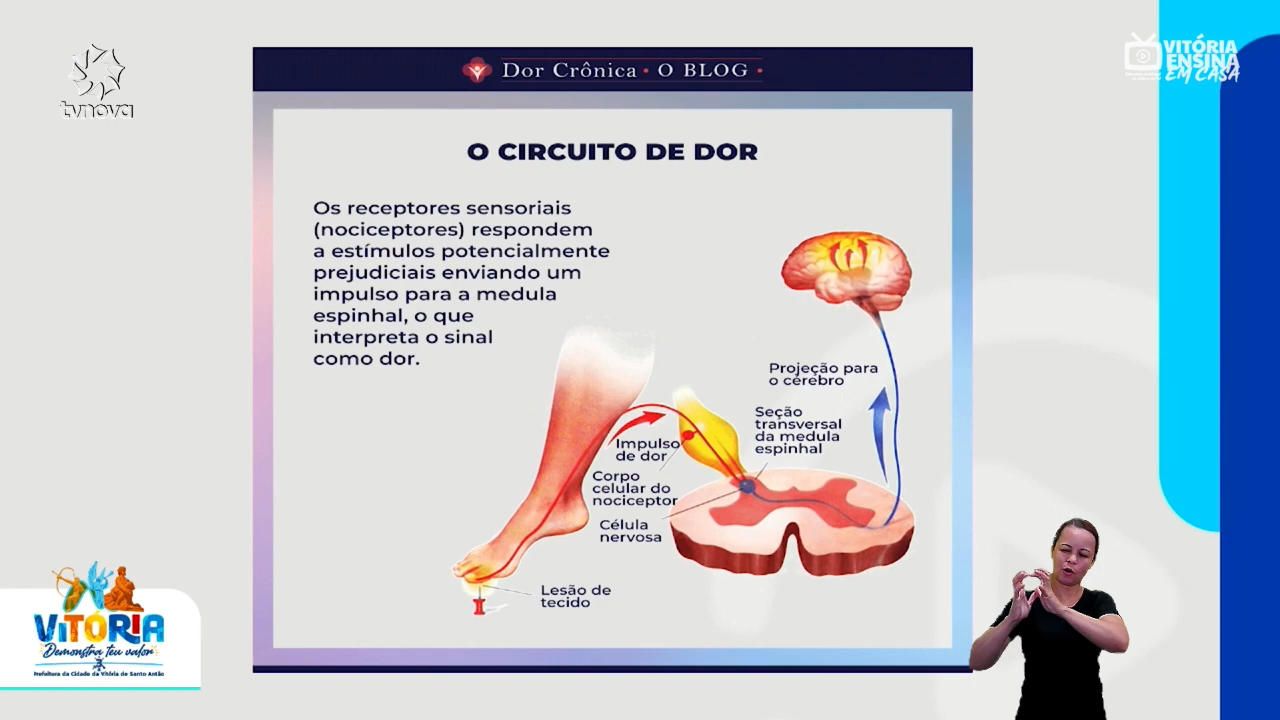 tvnova
VITÓRIA
ENSINA
EM CASA
Dor Crônica • O BLOG •
O CIRCUITO DE DOR
Os receptores sensoriais
(nociceptores) respondem
a estímulos potencialmente
prejudiciais enviando um
impulso para a medula
espinhal, o que
interpreta o sinal
como dor.
Projeção para
o cérebro
Seção
transversal
da medula
espinhal
Impulso
de dor
Corpo
celular do
nociceptor
Célula
nervosa
Lesão de
tecido
VITÓRIA
Demonstra teu valor
Prefeitura da Cidade da Vitória de Santo Antão